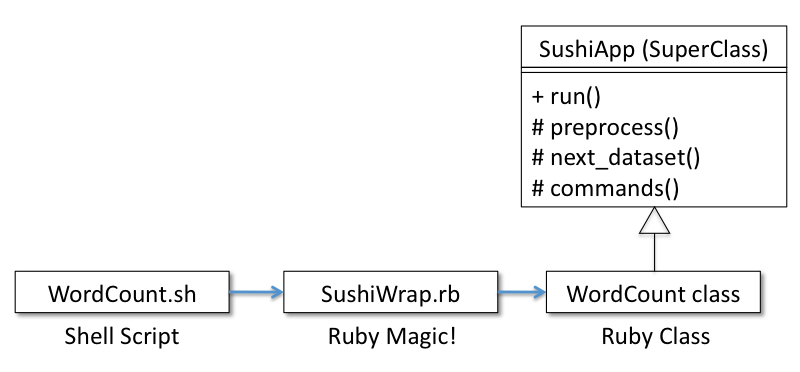 SushiApp (SuperClass)
+ run()
# preprocess()
# next_dataset()
# commands()
WordCount.sh
SushiWrap.rb
WordCount class
Shell Script
Ruby Magic!
Ruby Class